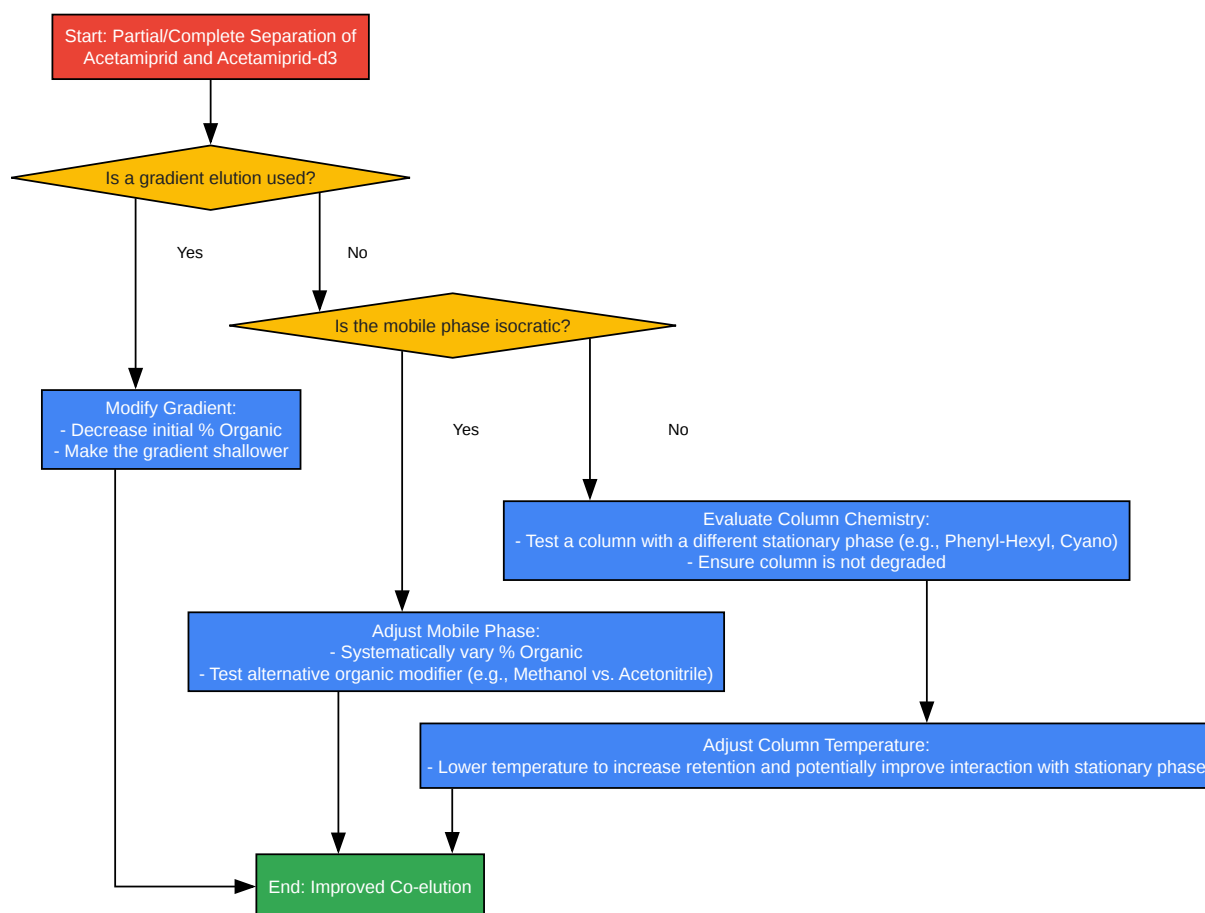 Start: Partial/Complete Separation of
Acetamiprid and Acetamiprid-d3
Is a gradient elution used?
Yes
No
Is the mobile phase isocratic?
Modify Gradient:
- Decrease initial % Organic
- Make the gradient shallower
Yes
No
Evaluate Column Chemistry:
- Test a column with a different stationary phase (e.g., Phenyl-Hexyl, Cyano)
- Ensure column is not degraded
Adjust Mobile Phase:
- Systematically vary % Organic
- Test alternative organic modifier (e.g., Methanol vs. Acetonitrile)
Adjust Column Temperature:
- Lower temperature to increase retention and potentially improve interaction with stationary phase
End: Improved Co-elution